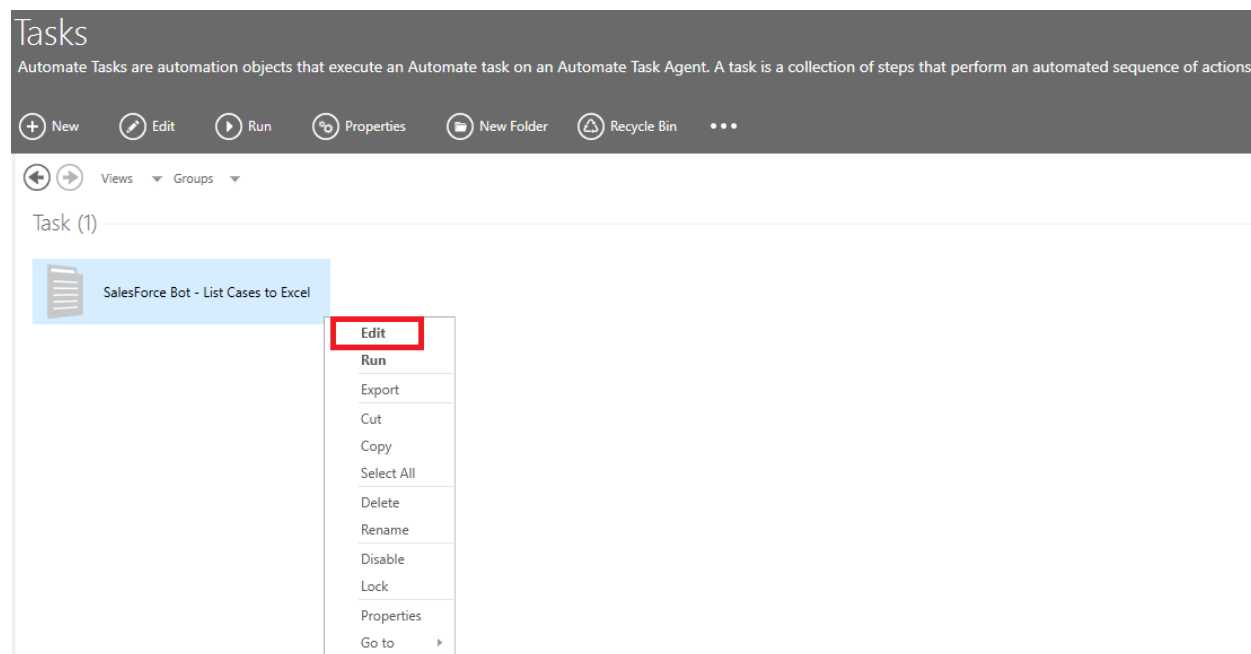 Tasks
Automate Tasks are automation objects that execute an Automate task on an Automate Task Agent. A task is a collection of steps that perform an automated sequence of actions
New Edit Run Properties New Folder Recycle Bin •••
Views Groups
Task (1)
SalesForce Bot - List Cases to Excel
Edit
Run
Export
Cut
Copy
Select All
Delete
Rename
Disable
Lock
Properties
Go to